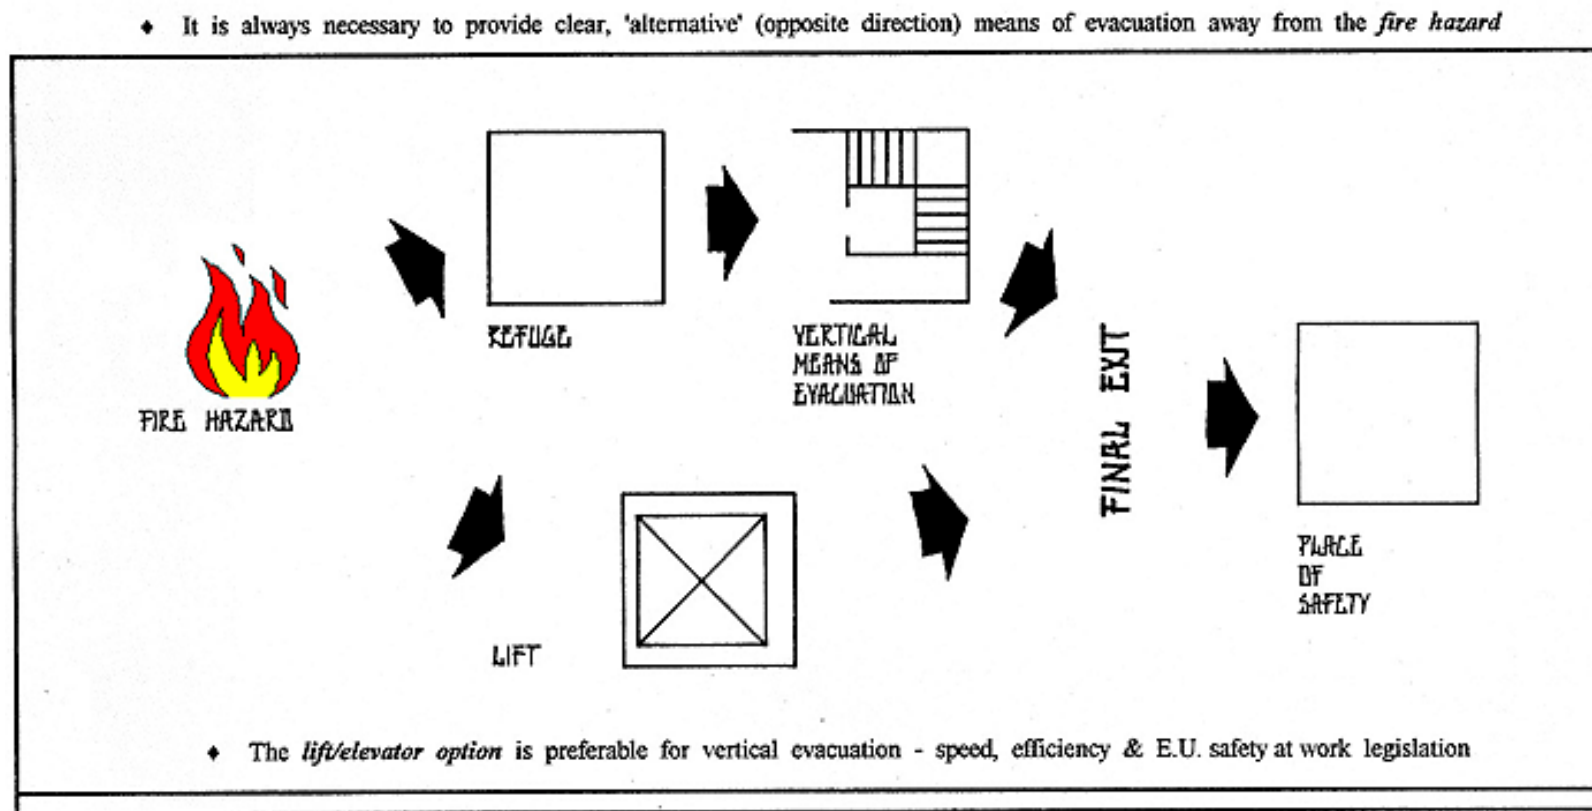 ♦ It is always necessary to provide clear, 'alternative' (opposite direction) means of evacuation away from the fire hazard
REFUGE
VERTICAL
MEANS OF
EVACUATION
FIRE HAZARD
FINAL EXIT
PLACE
OF
SAFETY
LIFT
♦ The lift/elevator option is preferable for vertical evacuation - speed, efficiency & E.U. safety at work legislation